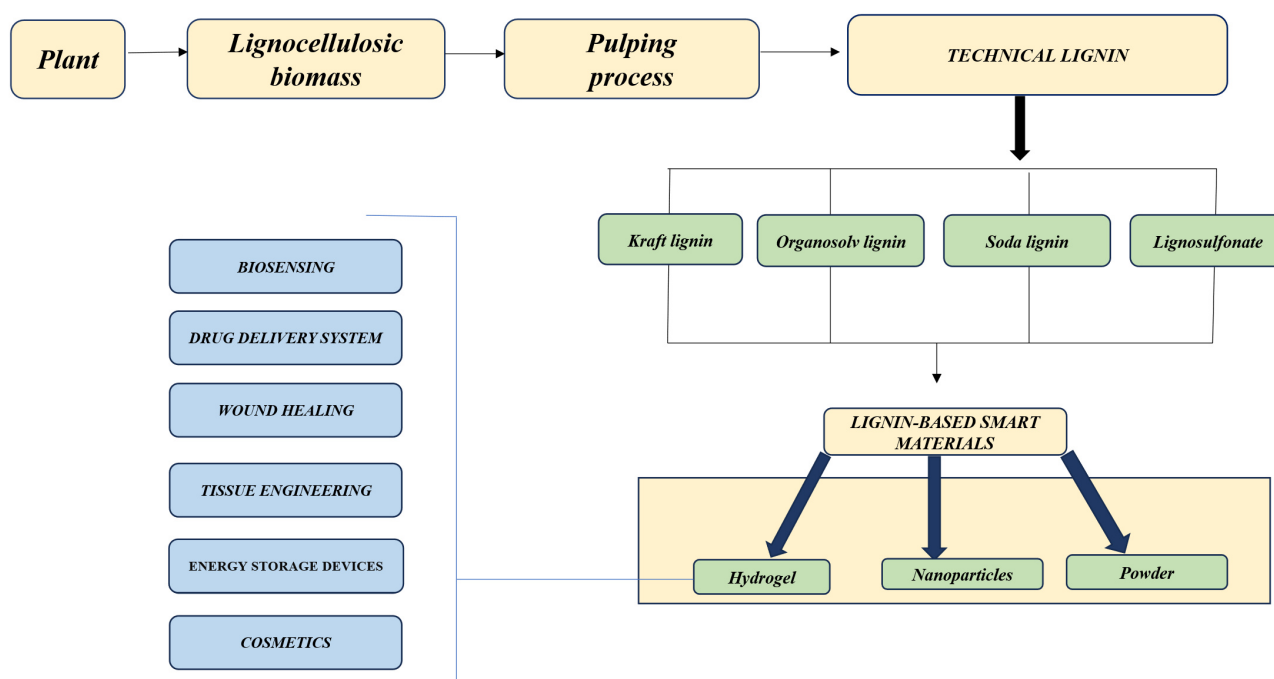 Plant
Lignocellulosic
biomass
Pulping
process
TECHNICAL LIGNIN
Kraft lignin
Organosolv lignin
Soda lignin
Lignosulfonate
BIOSENSING
DRUG DELIVERY SYSTEM
WOUND HEALING
TISSUE ENGINEERING
ENERGY STORAGE DEVICES
COSMETICS
LIGNIN-BASED SMART
MATERIALS
Hydrogel
Nanoparticles
Powder